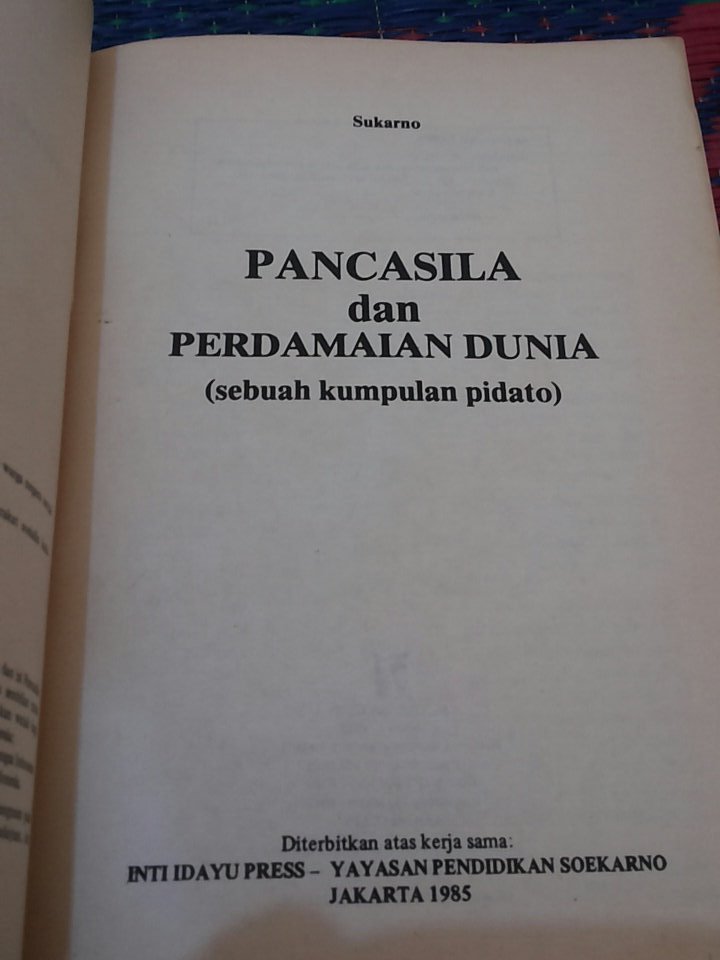 Sukarno
PANCASILA
dan
PERDAMAIAN DUNIA
(sebuah kumpulan pidato)
Diterbitkan atas kerja sama:
INTI IDAYU PRESS – YAYASAN PENDIDIKAN SOEKARNO
JAKARTA 1985